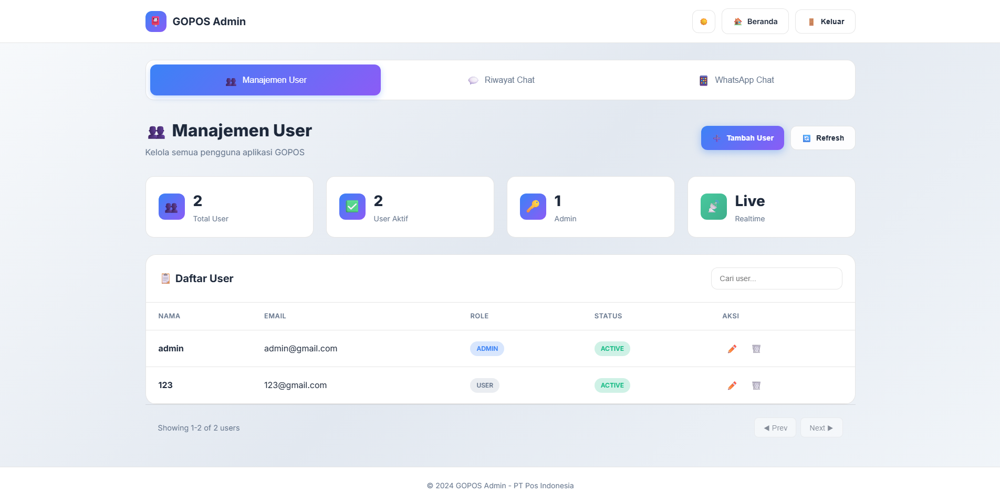 GOPOS Admin
Beranda
Keluar
Manajemen User
Riwayat Chat
WhatsApp Chat
Manajemen User
Kelola semua pengguna aplikasi GOPOS
Tambah User
Refresh
2
Total User
2
User Aktif
1
Admin
Live
Realtime
Daftar User
Cari user...
NAMA EMAIL ROLE STATUS AKSI
admin admin@gmail.com ADMIN ACTIVE
123 123@gmail.com USER ACTIVE
Showing 1-2 of 2 users
◀ Prev
Next ▶
© 2024 GOPOS Admin - PT Pos Indonesia